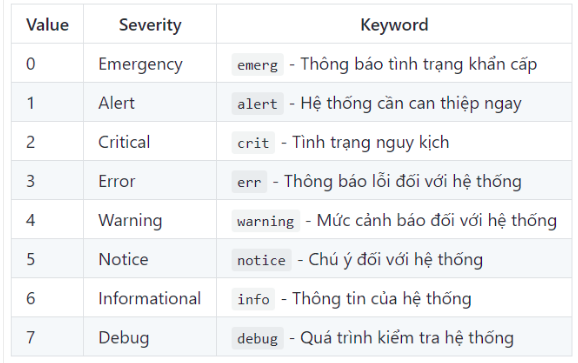 Value Severity Keyword
0 Emergency emerg - Thông báo tình trạng khẩn cấp
1 Alert alert - Hệ thống cần can thiệp ngay
2 Critical crit - Tình trạng nguy kịch
3 Error err - Thông báo lỗi đối với hệ thống
4 Warning warning - Mức cảnh báo đối với hệ thống
5 Notice notice - Chú ý đối với hệ thống
6 Informational info - Thông tin của hệ thống
7 Debug debug - Quá trình kiểm tra hệ thống